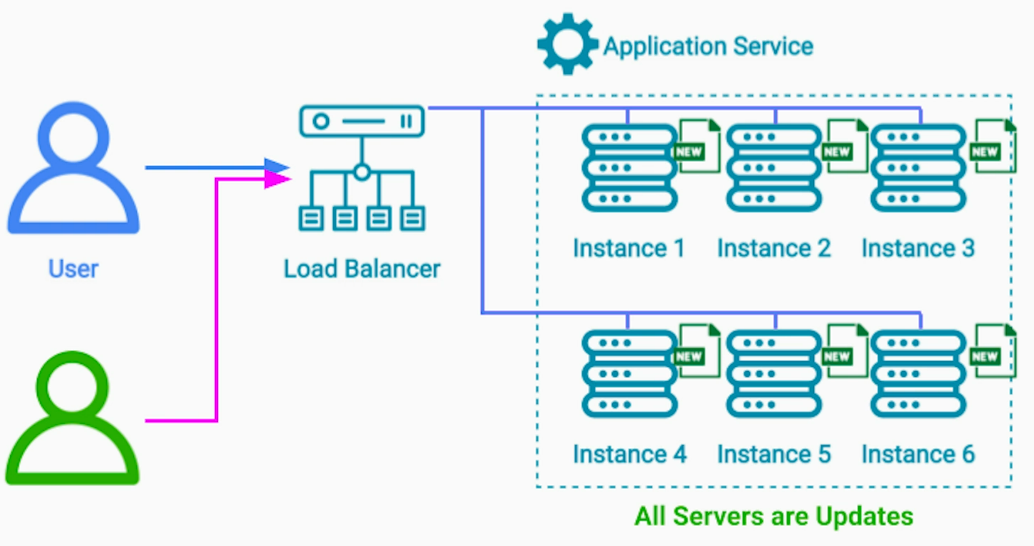 Application Service
NEW NEW NEW
Instance 1 Instance 2 Instance 3
User
Load Balancer
NEW NEW NEW
Instance 4 Instance 5 Instance 6
All Servers are Updates